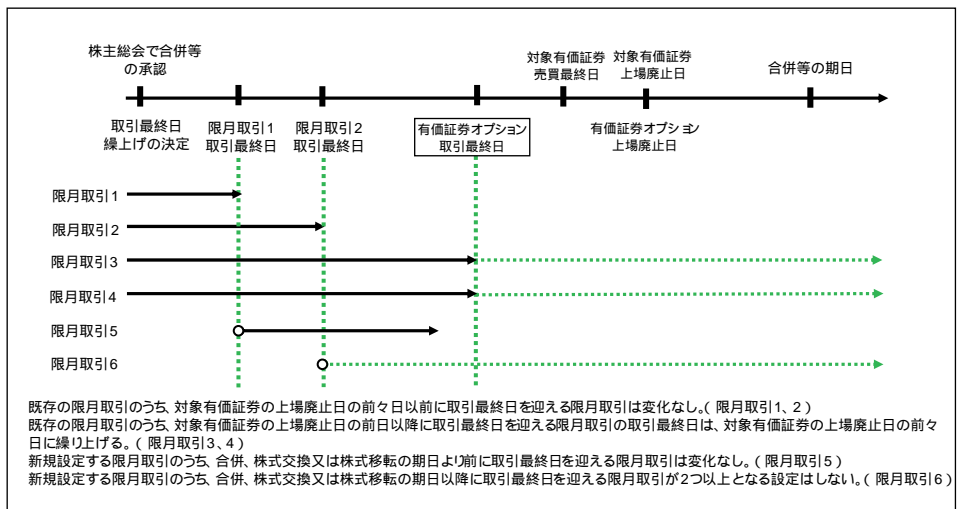 株主総会で合併等
の承認
対象有価証券
売買最終日
対象有価証券
上場廃止日
合併等の期日
取引最終日
繰上げの決定
限月取引1
取引最終日
限月取引2
取引最終日
有価証券オプション
取引最終日
有価証券オプション
上場廃止日
限月取引1
限月取引2
限月取引3
限月取引4
限月取引5
限月取引6
既存の限月取引のうち、対象有価証券の上場廃止日の前々日以前に取引最終日を迎える限月取引は変化なし。(限月取引1、2)
既存の限月取引のうち、対象有価証券の上場廃止日の前日以降に取引最終日を迎える限月取引の取引最終日は、対象有価証券の上場廃止日の前々
日に繰り上げる。(限月取引3、4)
新規設定する限月取引のうち、合併、株式交換又は株式移転の期日より前に取引最終日を迎える限月取引は変化なし。(限月取引5)
新規設定する限月取引のうち、合併、株式交換又は株式移転の期日以降に取引最終日を迎える限月取引が2つ以上となる設定はしない。(限月取引6)